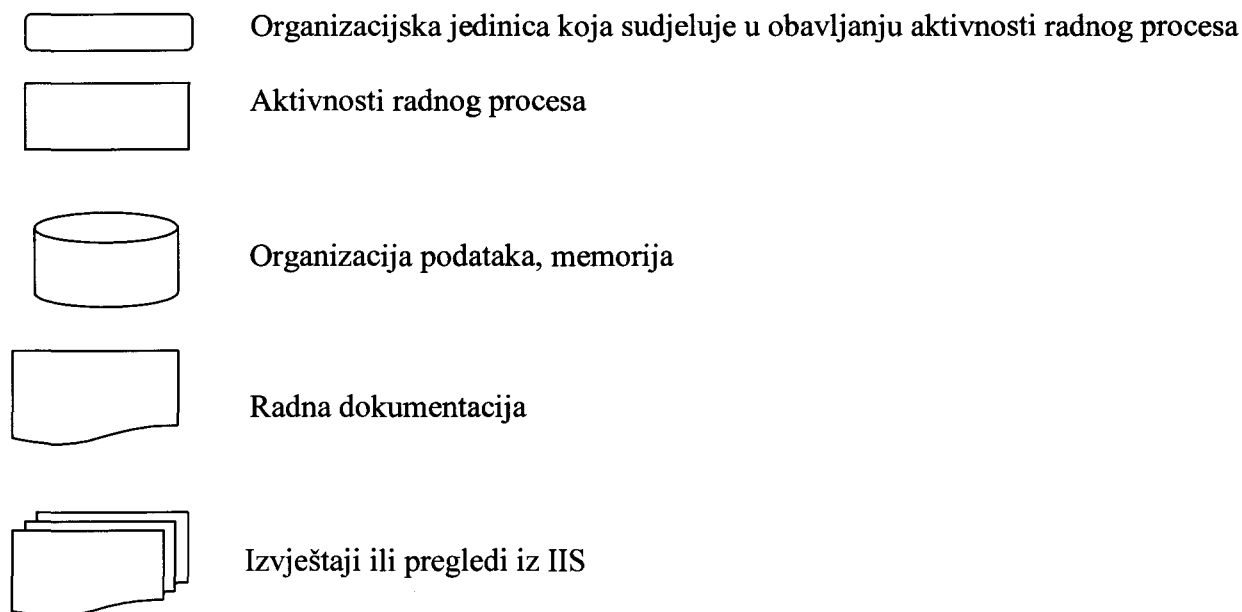 Organizacijska jedinica koja sudjeluje u obavljanju aktivnosti radnog procesa
Aktivnosti radnog procesa
Organizacija podataka, memorija
Radna dokumentacija
Izvještaji ili pregledi iz IIS